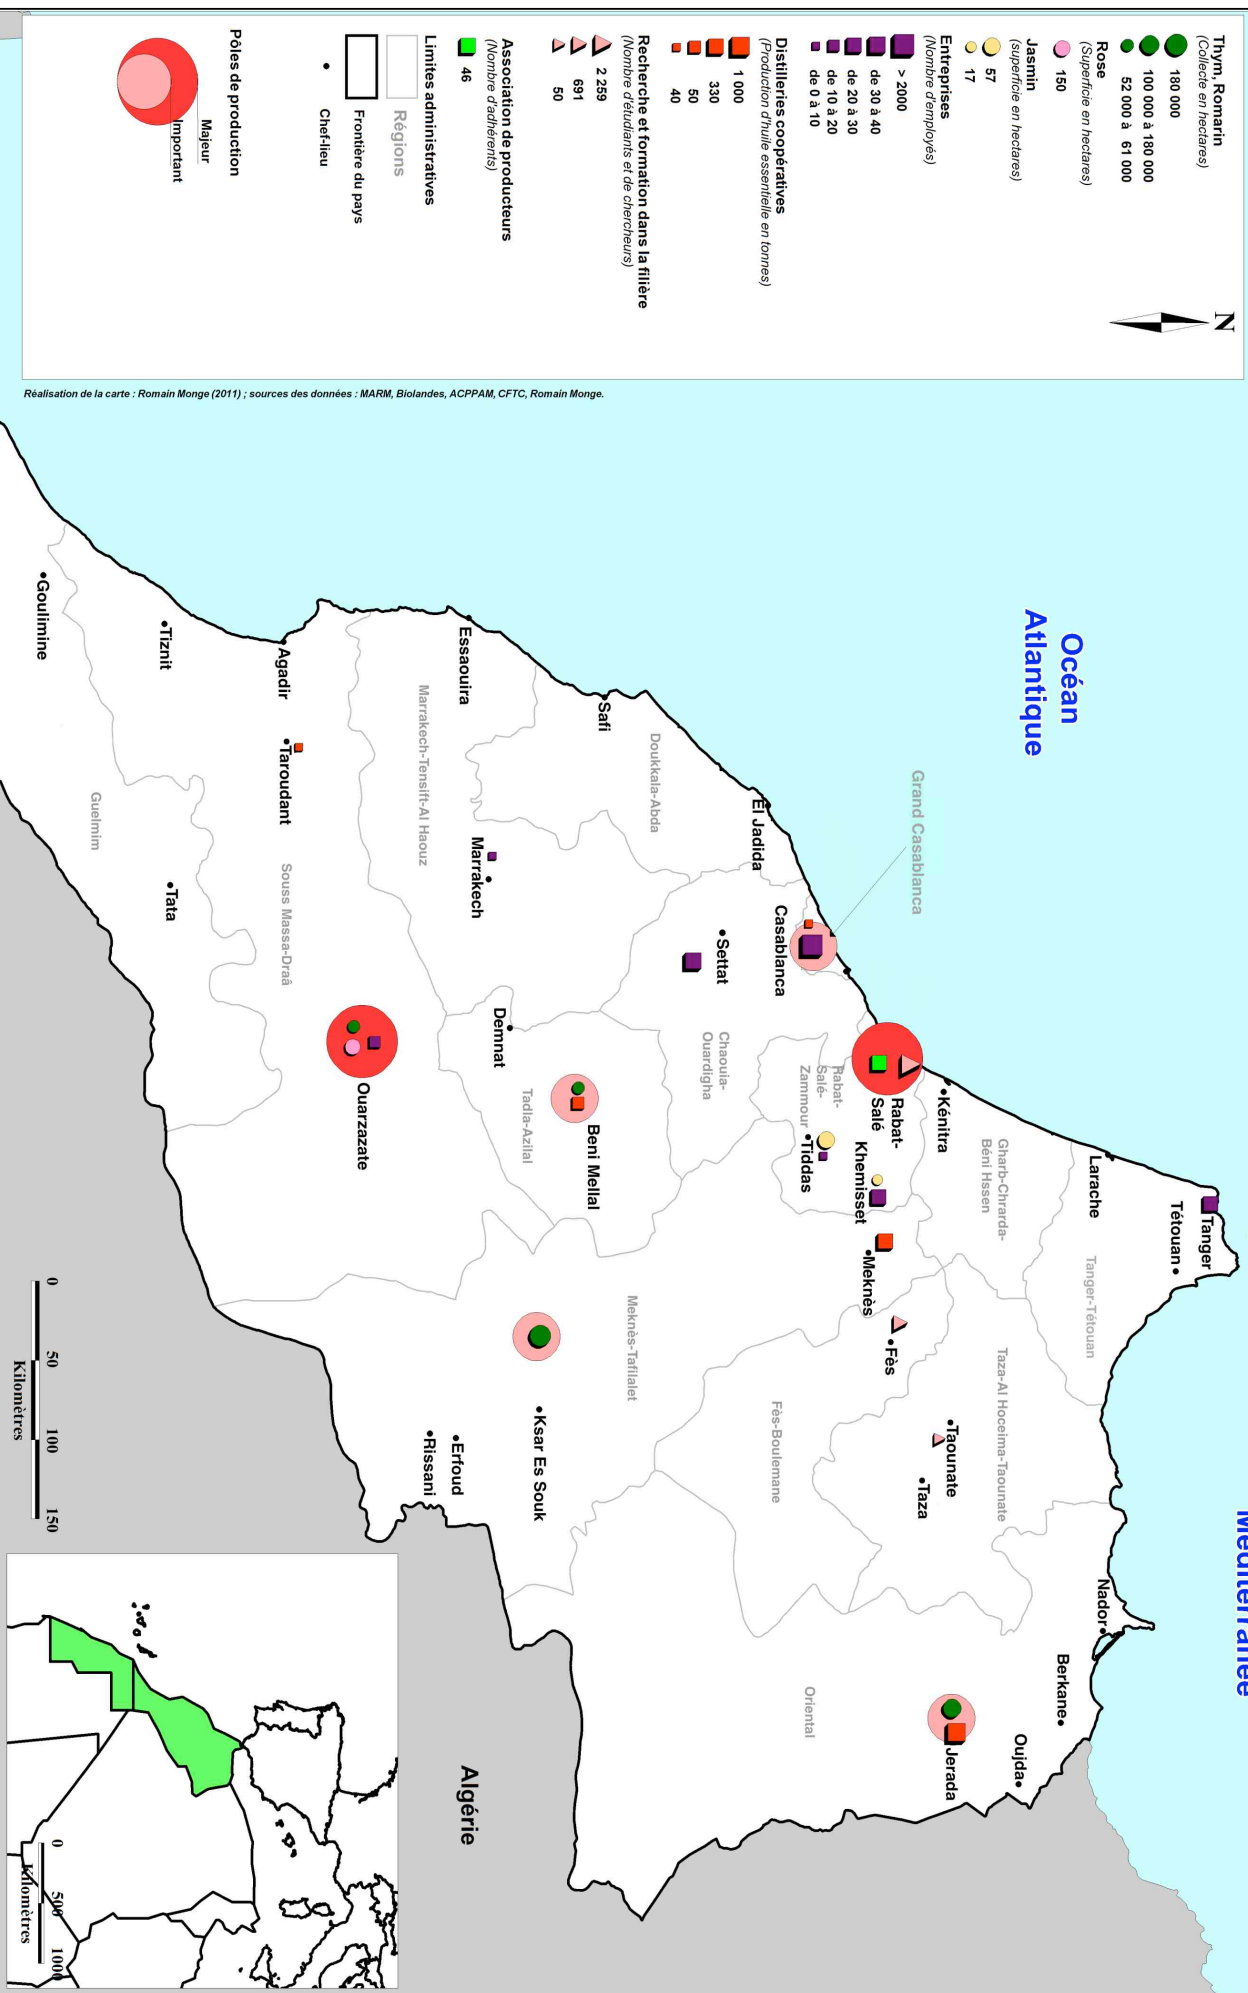 Thym, Romarin
(Collecte en hectares)
180 000
100 000 à 180 000
52 000 à 61 000
Rose
(Superficie en hectares)
150
Jasmin
(superficie en hectares)
57
17
Entreprises
(Nombre d'employés)
> 2000
de 30 à 40
de 20 à 30
de 10 à 20
de 0 à 10
Distilleries coopératives
(Production d'huile essentielle en tonnes)
1 000
330
50
40
Recherche et formation dans la filière
(Nombre d'étudiants et de chercheurs)
2 259
691
50
Association de producteurs
(Nombre d'adhérents)
46
Limites administratives
Régions
Frontière du pays
Chef-lieu
Pôles de production
Majeur
Important
N
Réalisation de la carte : Romain Monge (2011) ; sources des données : MARM, Biolandes, ACPPAM, CFTC, Romain Monge.
Océan
Atlantique
Méditerranée
Algérie
Tanger
Tétouan
Larache
Tanger-Tétouan
Nador
Berkane
Oujda
Jerada
Oriental
Taza-Al Hoceima-Taounate
Taounate
Taza
Gharb-Chrarda-
Béni Hssen
Kénitra
Rabat-
Salé
Khemisset
Meknès
Fès
Fès-Boulemane
Rabat-
Salé-
Zammour
Tiddas
Grand Casablanca
Casablanca
El Jadida
Settat
Chaouia-
Ouardigha
Doukkala-Abda
Safi
Meknès-Tafilalet
Beni Mellal
Tadla-Azilal
Demnat
Essaouira
Marrakech
Marrakech-Tensift-Al Haouz
Ksar Es Souk
Erfoud
Rissani
Ouarzazate
Agadir
Taroudant
Souss Massa-Draâ
Tiznit
Tata
Guelmim
Goulimine
0 50 100 150
Kilomètres
0 500 1000
Kilomètres